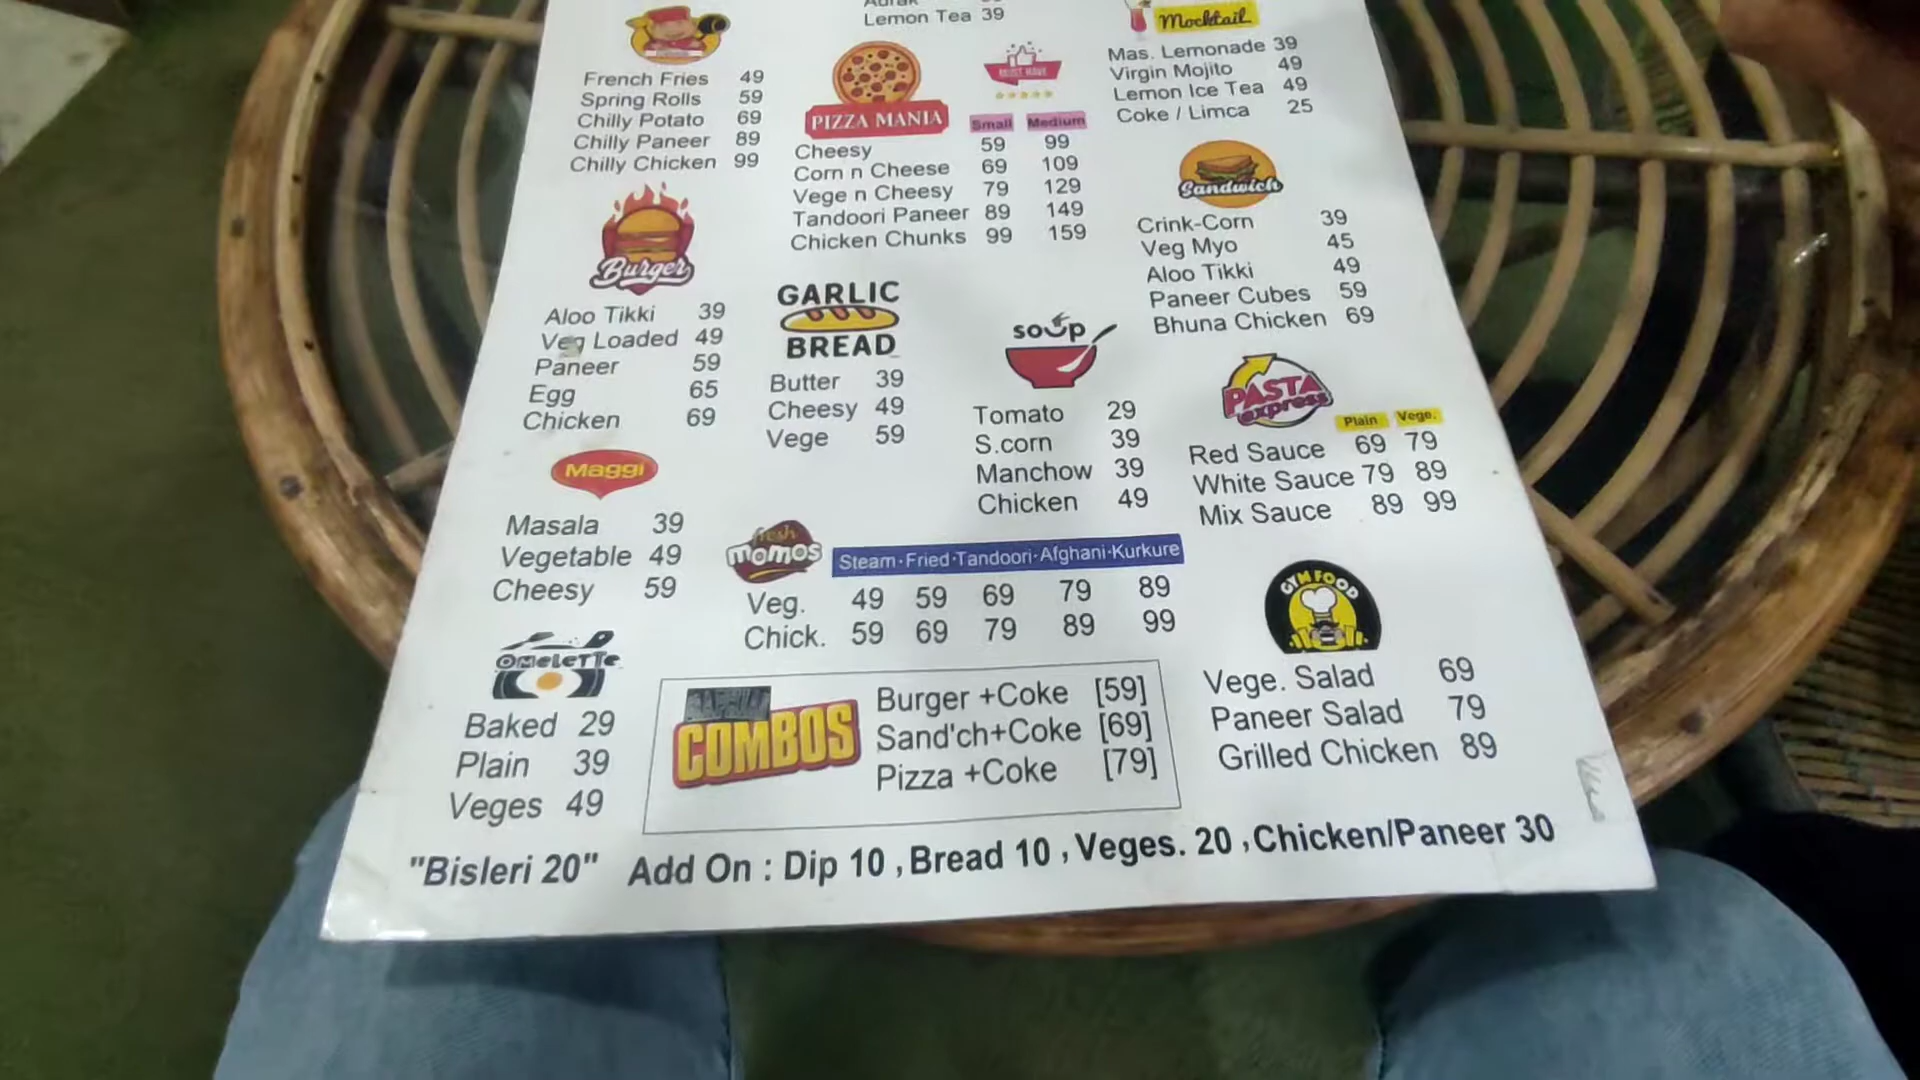 Lemon Tea 39
French Fries 49
Spring Rolls 59
Chilly Potato 69
Chilly Paneer 89
Chilly Chicken 99
Burger
Aloo Tikki 39
Veg Loaded 49
Paneer 59
Egg 65
Chicken 69
Maggi
Masala 39
Vegetable 49
Cheesy 59
OMeLeTTe
Baked 29
Plain 39
Veges 49
PIZZA MANIA
MUST HAVE
Small Medium
Cheesy 59 99
Corn n Cheese 69 109
Vege n Cheesy 79 129
Tandoori Paneer 89 149
Chicken Chunks 99 159
GARLIC
BREAD
Butter 39
Cheesy 49
Vege 59
soup
Tomato 29
S.corn 39
Manchow 39
Chicken 49
Mocktail
Mas. Lemonade 39
Virgin Mojito 49
Lemon Ice Tea 49
Coke / Limca 25
Sandwich
Crink-Corn 39
Veg Myo 45
Aloo Tikki 49
Paneer Cubes 59
Bhuna Chicken 69
PASTA
express
Plain Vege.
Red Sauce 69 79
White Sauce 79 89
Mix Sauce 89 99
fresh
momos
Steam·Fried·Tandoori·Afghani·Kurkure
Veg. 49 59 69 79 89
Chick. 59 69 79 89 99
COMBOS
Burger +Coke [59]
Sand'ch+Coke [69]
Pizza +Coke [79]
GYM FOOD
Vege. Salad 69
Paneer Salad 79
Grilled Chicken 89
"Bisleri 20" Add On : Dip 10 , Bread 10 , Veges. 20 , Chicken/Paneer 30